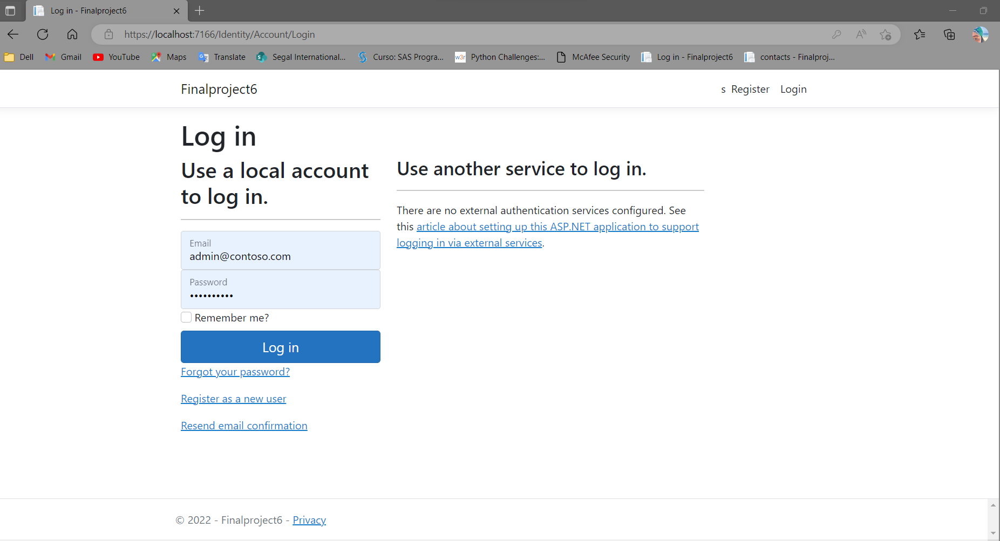 Log in - Finalproject6
https://localhost:7166/Identity/Account/Login
Dell Gmail YouTube Maps Translate Segal International... Curso: SAS Progra... w3r Python Challenges:... McAfee Security Log in - Finalproject6 contacts - Finalproj...
Finalproject6 s Register Login
Log in
Use a local account
to log in.
Email
admin@contoso.com
Password
••••••••••
Remember me?
Log in
Forgot your password?
Register as a new user
Resend email confirmation
Use another service to log in.
There are no external authentication services configured. See
this article about setting up this ASP.NET application to support
logging in via external services.
© 2022 - Finalproject6 - Privacy